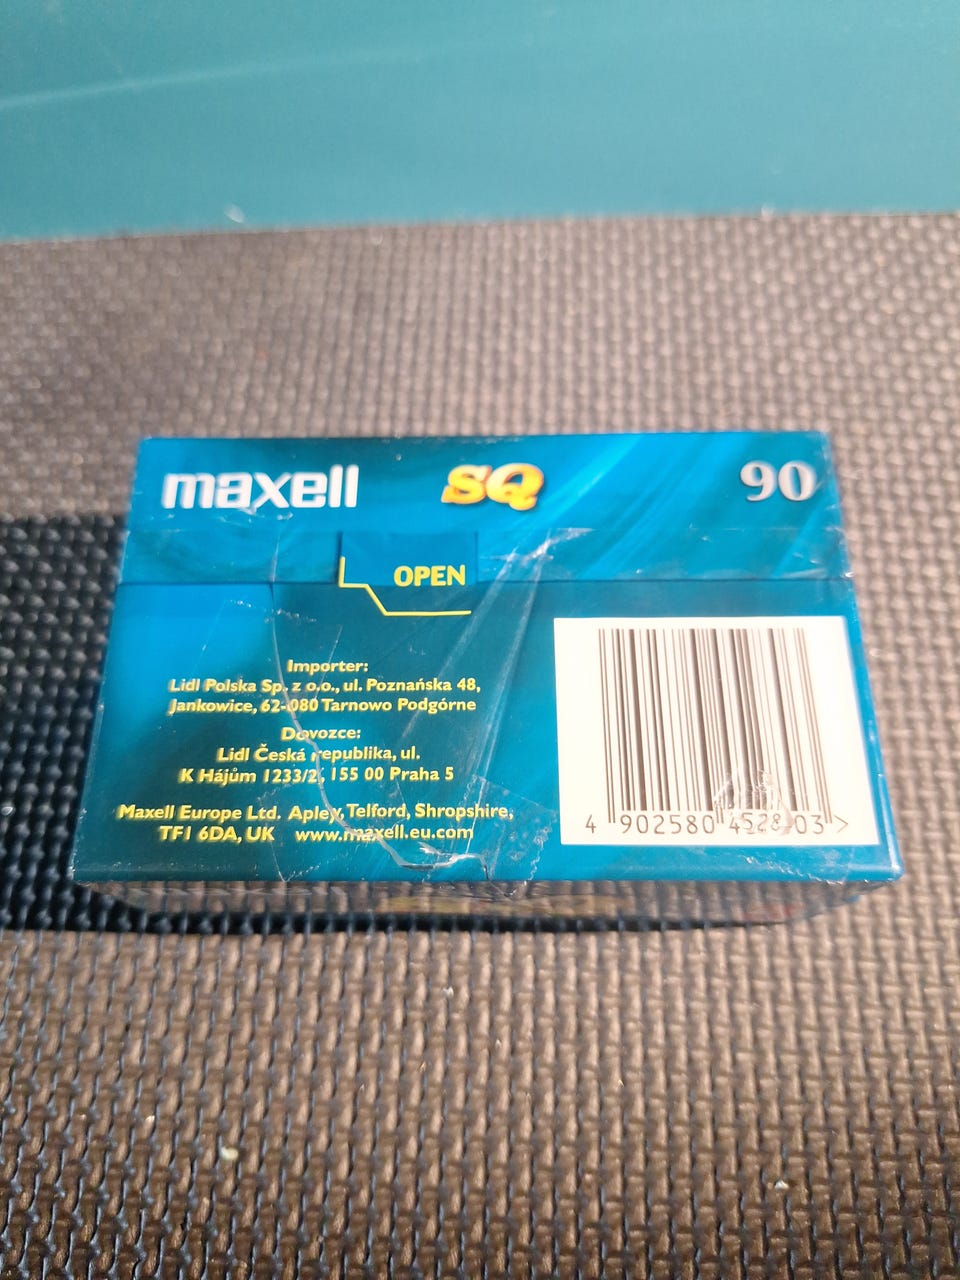 maxell SQ 90
OPEN
Importer:
Lidl Polska Sp. z o.o., ul. Poznańska 48,
Jankowice, 62-080 Tarnowo Podgórne
Dovozce:
Lidl Česká republika, ul.
K Hájům 1233/2, 155 00 Praha 5
Maxell Europe Ltd. Apley, Telford, Shropshire,
TF1 6DA, UK www.maxell.eu.com
4 902580 452803 >